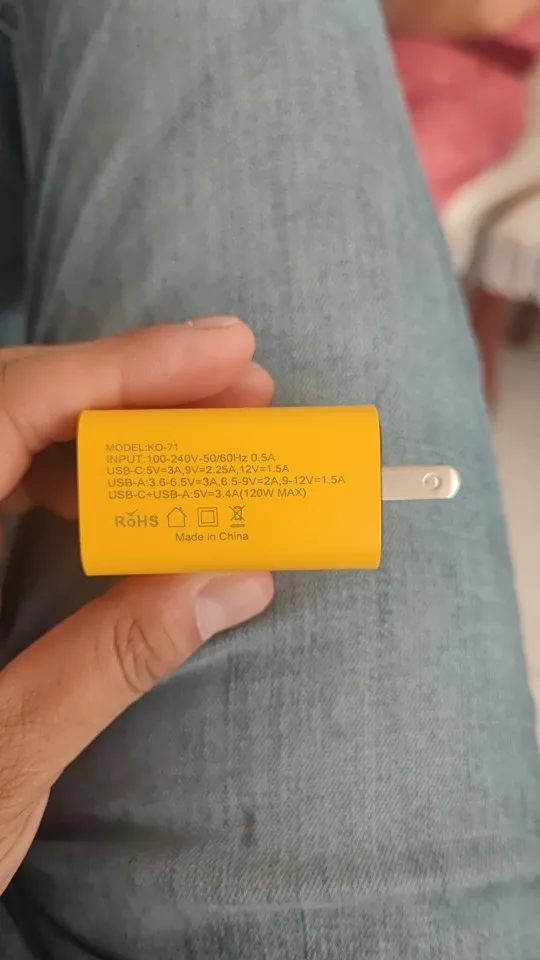 MODEL:KO-71
INPUT:100-240V-50/60Hz 0.5A
USB-C:5V=3A,9V=2.25A,12V=1.5A
USB-A:3.6-6.5V=3A,6.5-9V=2A,9-12V=1.5A
USB-C+USB-A:5V=3.4A(120W MAX)
RoHS
Made in China